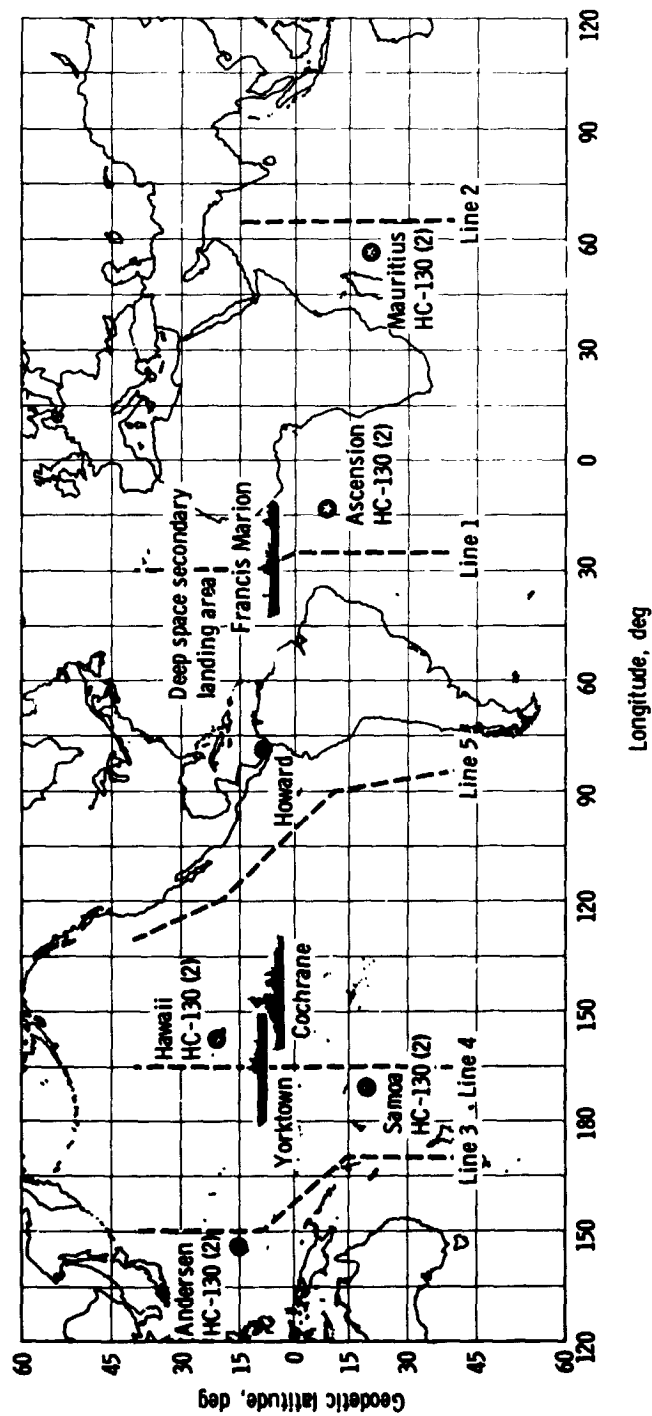 60
45
30
15
0
15
30
45
60
Geodetic latitude, deg
120
150
180
150
120
90
60
30
0
30
60
90
120
Longitude, deg
Andersen
HC-130 (2)
Line 3
Samoa
HC-130 (2)
Line 4
Yorktown
Hawaii
HC-130 (2)
Cochrane
Line 5
Howard
Deep space secondary
landing area
Francis Marion
Line 1
Ascension
HC-130 (2)
Mauritius
HC-130 (2)
Line 2